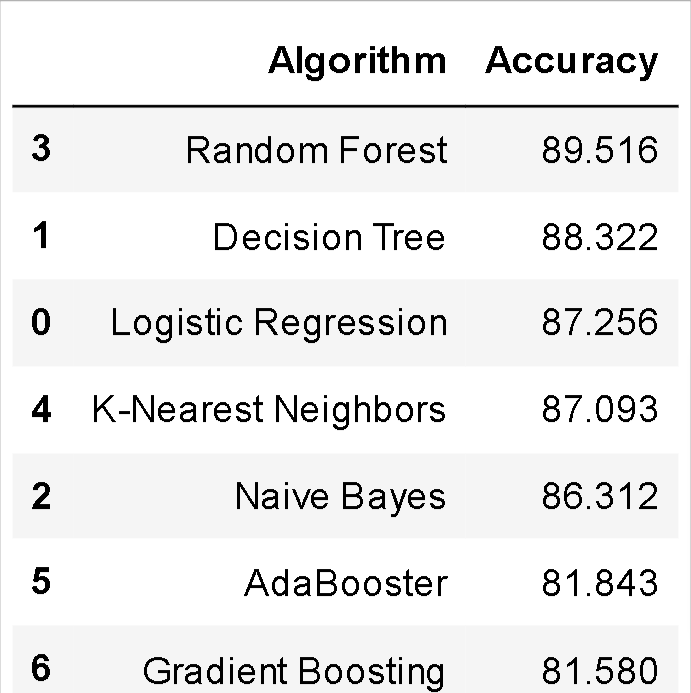 Algorithm Accuracy
3 Random Forest 89.516
1 Decision Tree 88.322
0 Logistic Regression 87.256
4 K-Nearest Neighbors 87.093
2 Naive Bayes 86.312
5 AdaBooster 81.843
6 Gradient Boosting 81.580